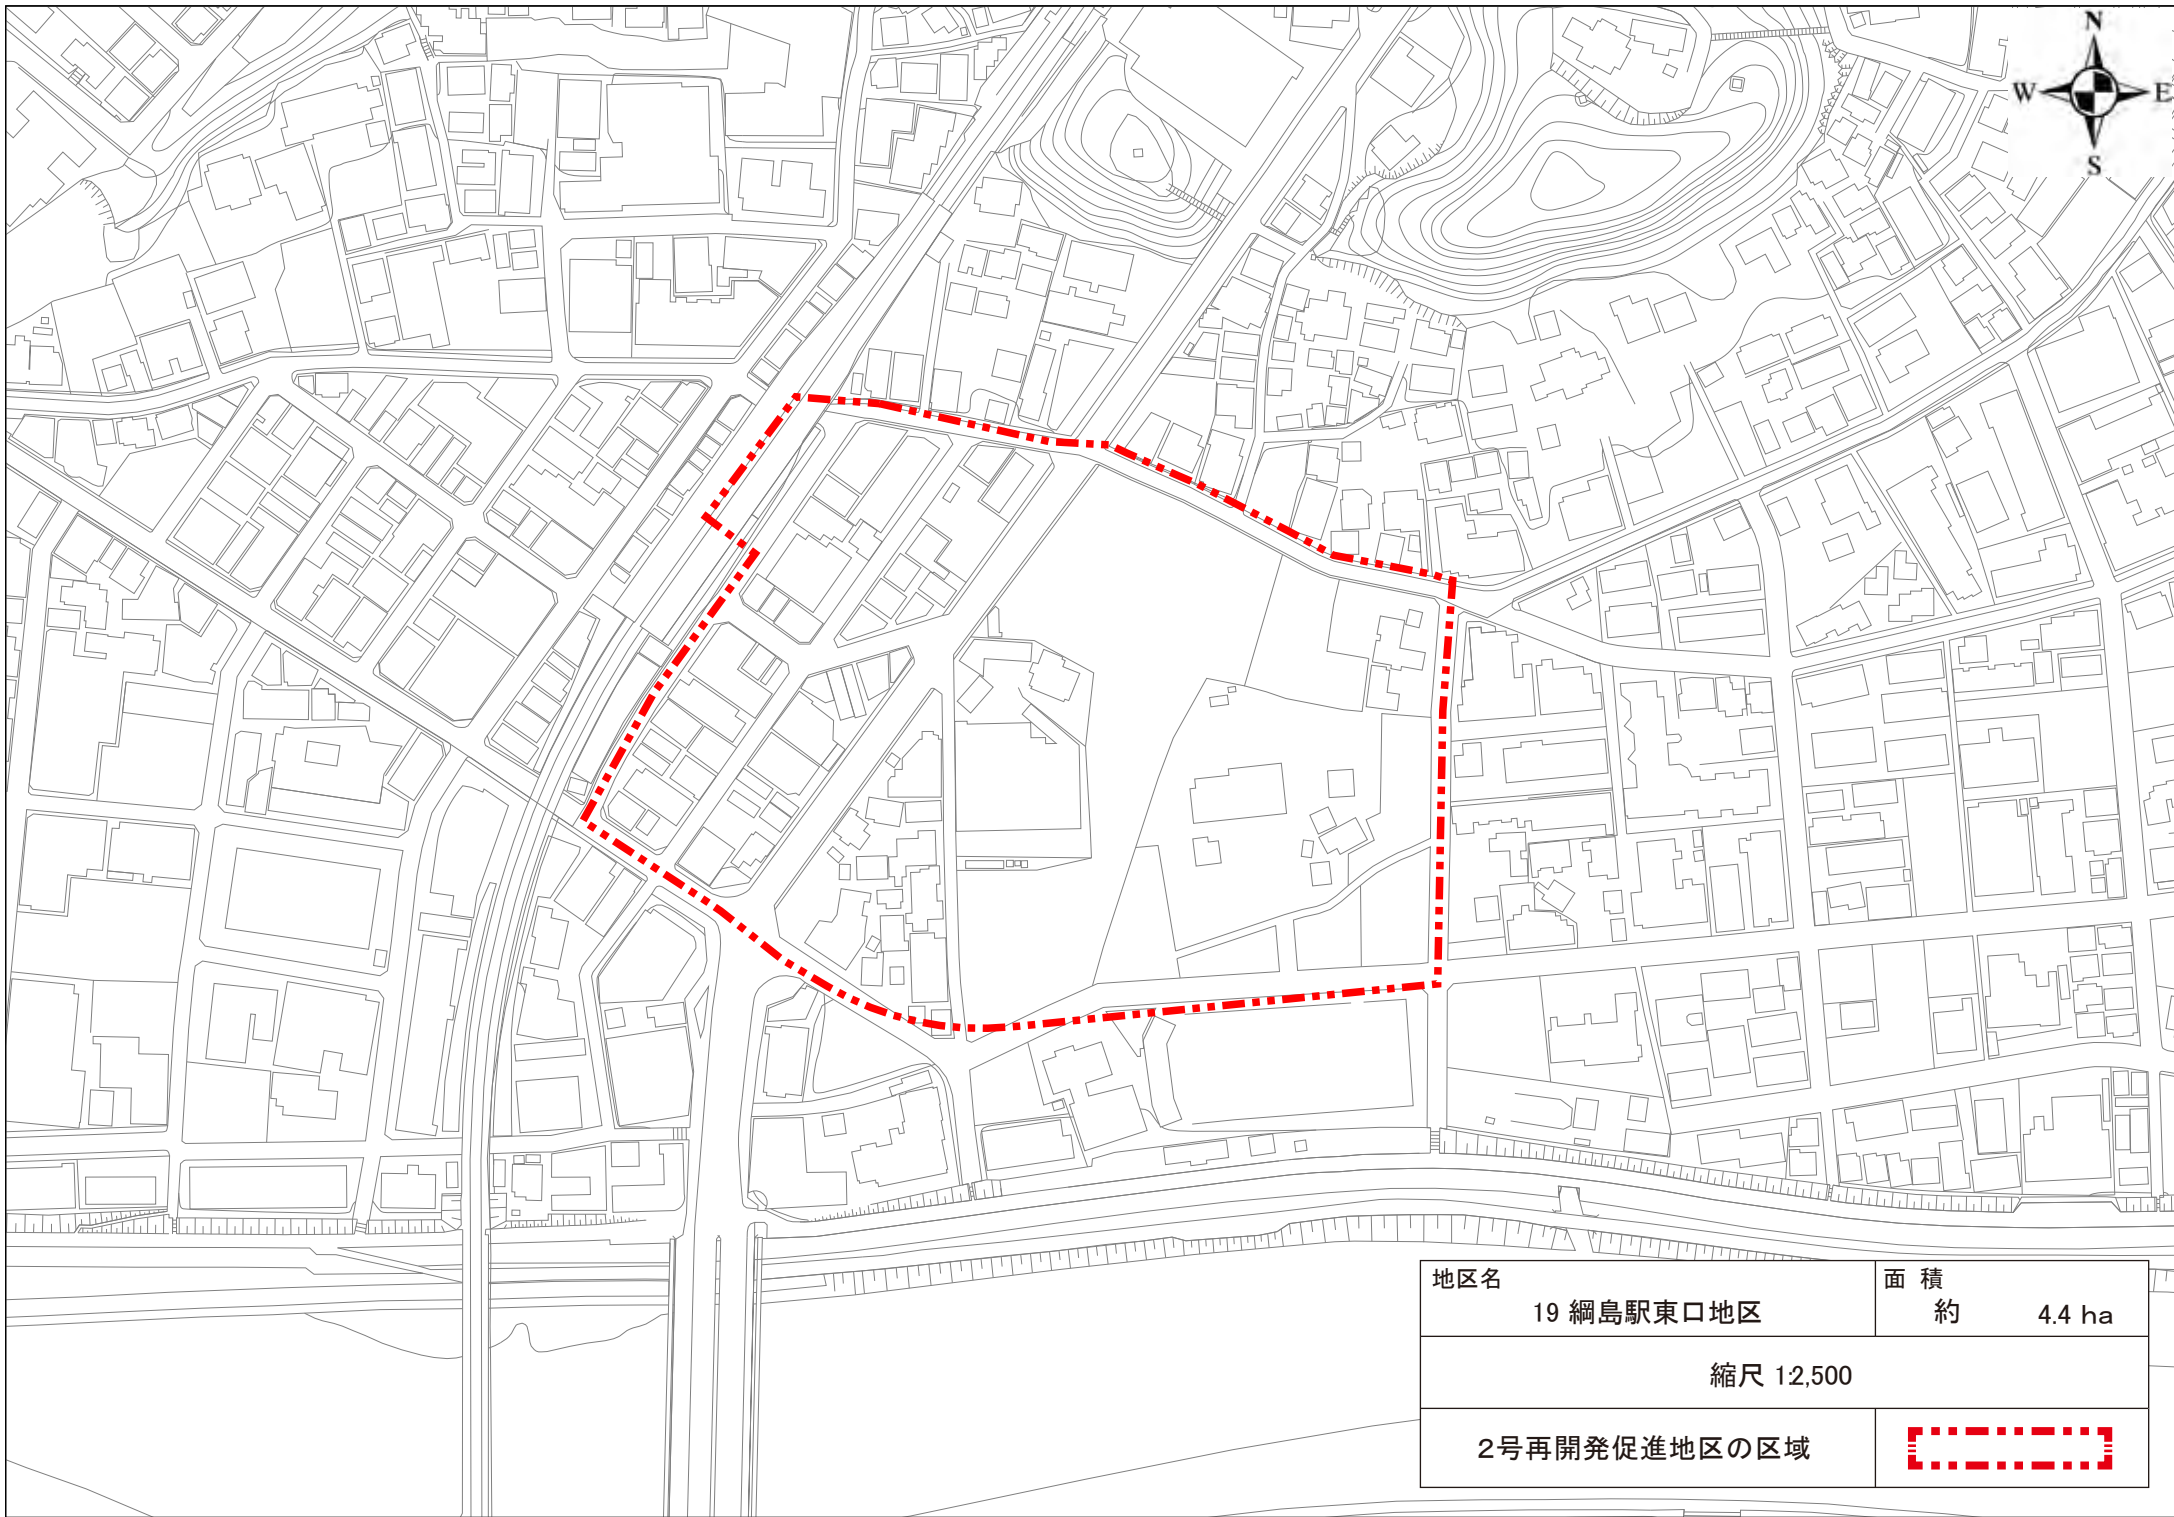 N
W E
S
地区名
19 綱島駅東口地区
面 積
約 4.4 ha
縮尺 1:2,500
2号再開発促進地区の区域